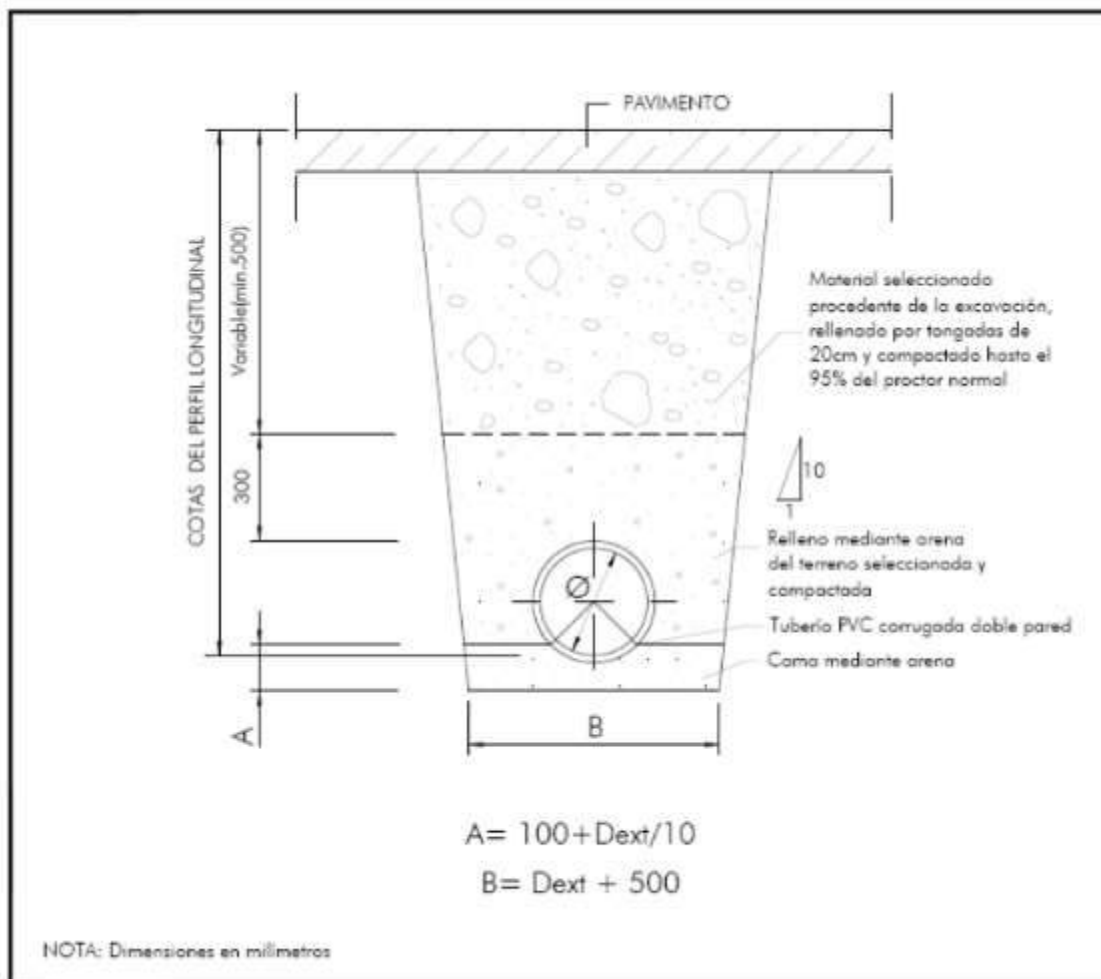 PAVIMENTO
COTAS DEL PERFIL LONGITUDINAL
Variable(min.500)
300
A
Material seleccionado
procedente de la excavación,
rellenado por tongadas de
20cm y compactado hasta el
95% del proctor normal
10
1
Relleno mediante arena
del terreno seleccionada y
compactada
Tubería PVC corrugada doble pared
Cama mediante arena
Ø
B
A= 100+Dext/10
B= Dext + 500
NOTA: Dimensiones en milimetros